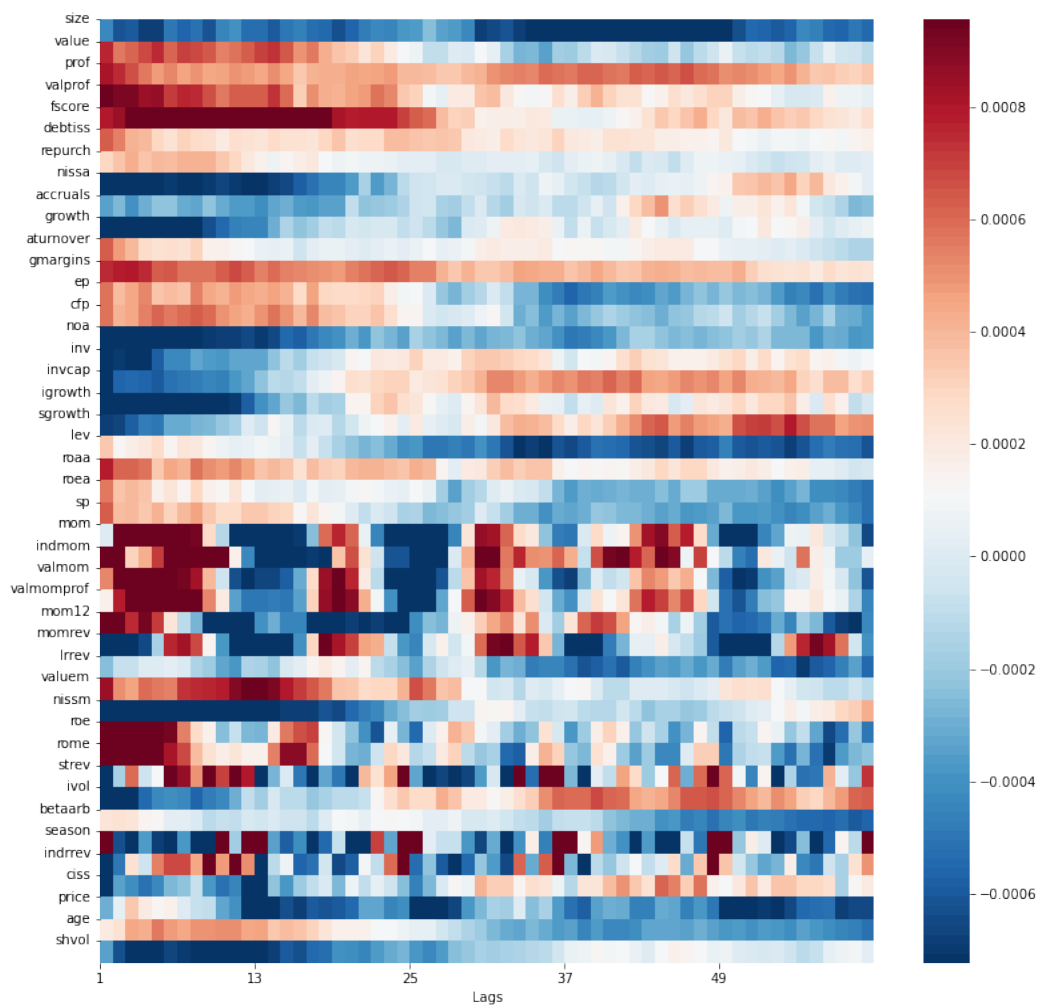 size
value
prof
valprof
fscore
debtiss
repurch
nissa
accruals
growth
aturnover
gmargins
ep
cfp
noa
inv
invcap
igrowth
sgrowth
lev
roaa
roea
sp
mom
indmom
valmom
valmomprof
mom12
momrev
lrrev
valuem
nissm
roe
rome
strev
ivol
betaarb
season
indrrev
ciss
price
age
shvol
1 13 25 37 49
Lags
0.0008
0.0006
0.0004
0.0002
0.0000
−0.0002
−0.0004
−0.0006